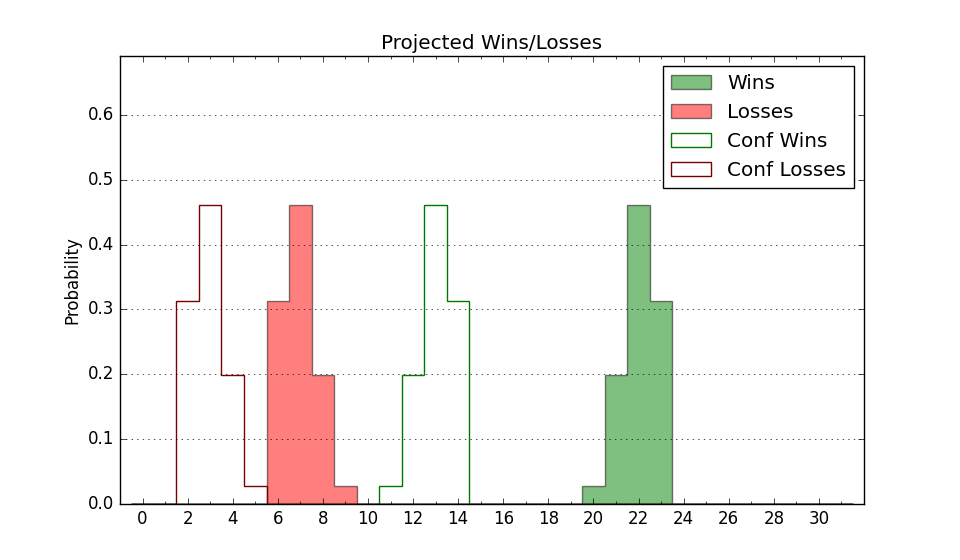 Projected Wins/Losses
Wins
Losses
Conf Wins
Conf Losses
Probability
0.6
0.5
0.4
0.3
0.2
0.1
0.0
0 2 4 6 8 10 12 14 16 18 20 22 24 26 28 30